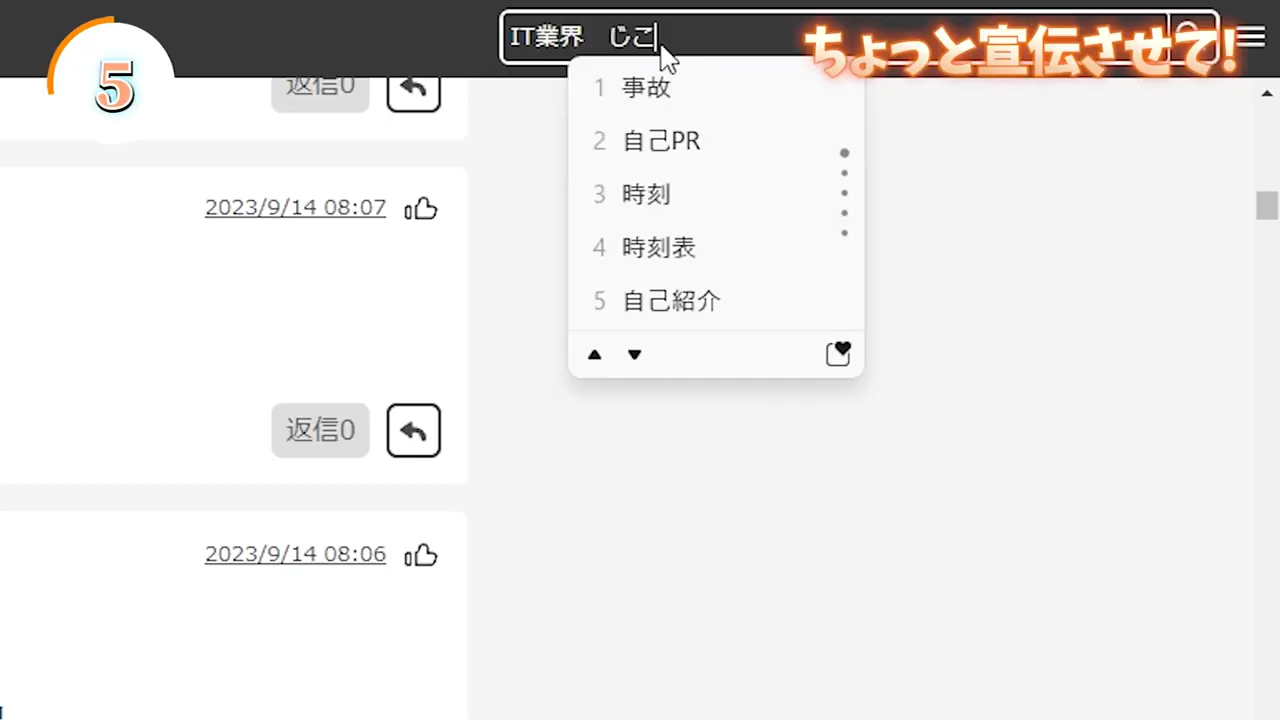 5
IT業界 じこ
ちょっと宣伝させて!
返信0
1 事故
2 自己PR
3 時刻
4 時刻表
5 自己紹介
2023/9/14 08:07
返信0
2023/9/14 08:06